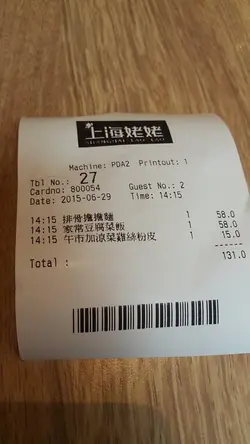 上海姥姥
SHANGHAI LAO LAO
Machine: PDA2 Printout: 1
Tbl No.: 27
Cardno: 800054 Guest No.: 2
Date: 2015-06-29 Time: 14:15
14:15 排骨擔擔麵 1 58.0
14:15 家常豆腐菜飯 1 58.0
14:15 午市加涼菜雞絲粉皮 1 15.0
Total : 131.0